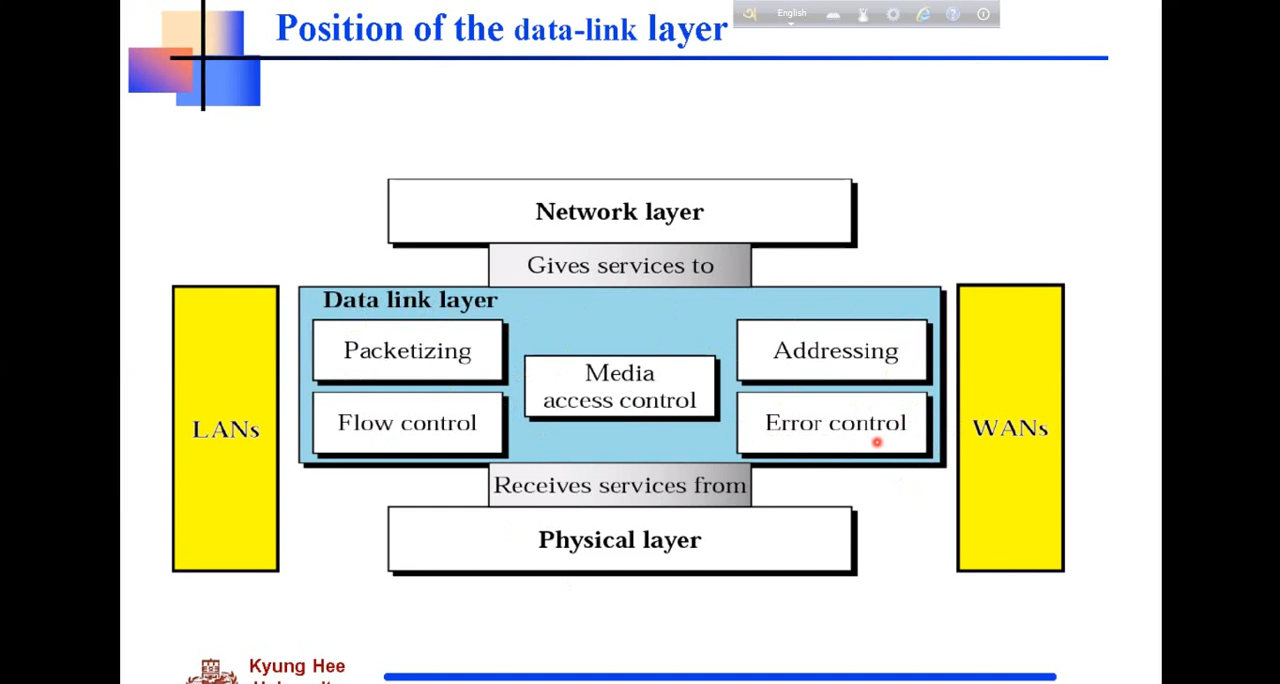 Position of the data-link layer
English
Network layer
Gives services to
Data link layer
Packetizing
Addressing
Media
access control
Flow control
Error control
LANs
WANs
Receives services from
Physical layer
Kyung Hee